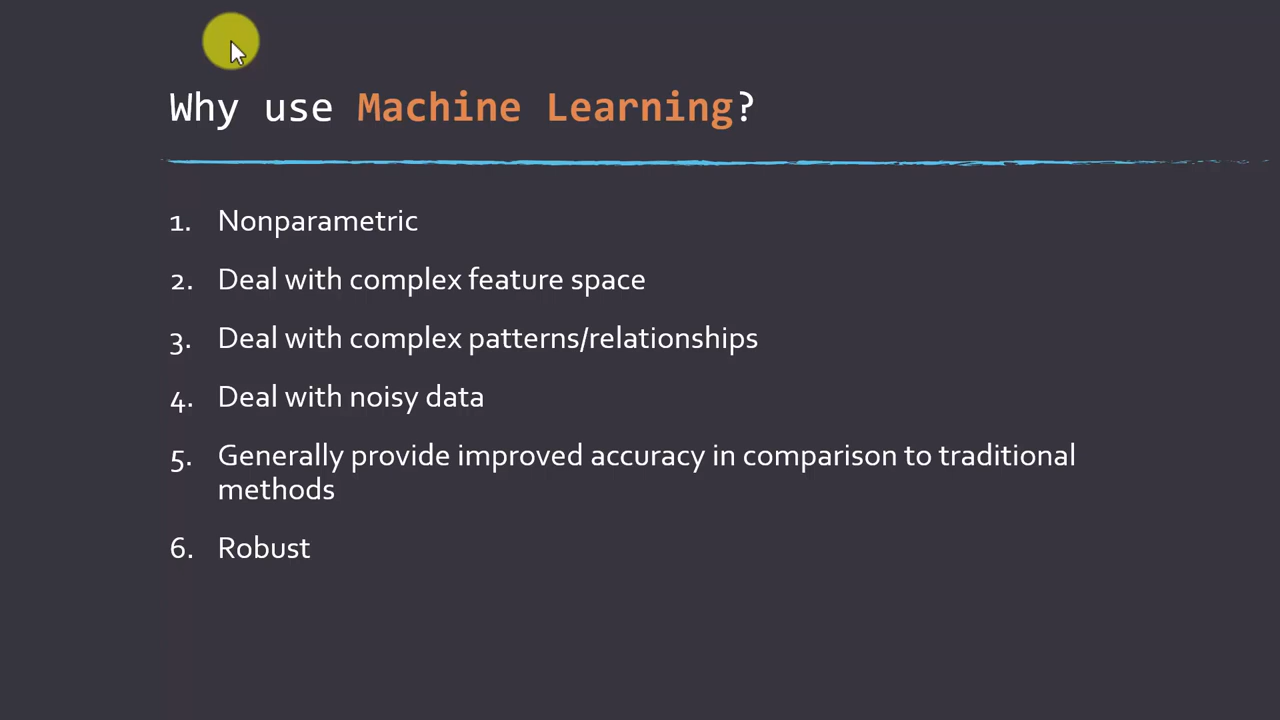 Why use Machine Learning?
1. Nonparametric
2. Deal with complex feature space
3. Deal with complex patterns/relationships
4. Deal with noisy data
5. Generally provide improved accuracy in comparison to traditional
methods
6. Robust